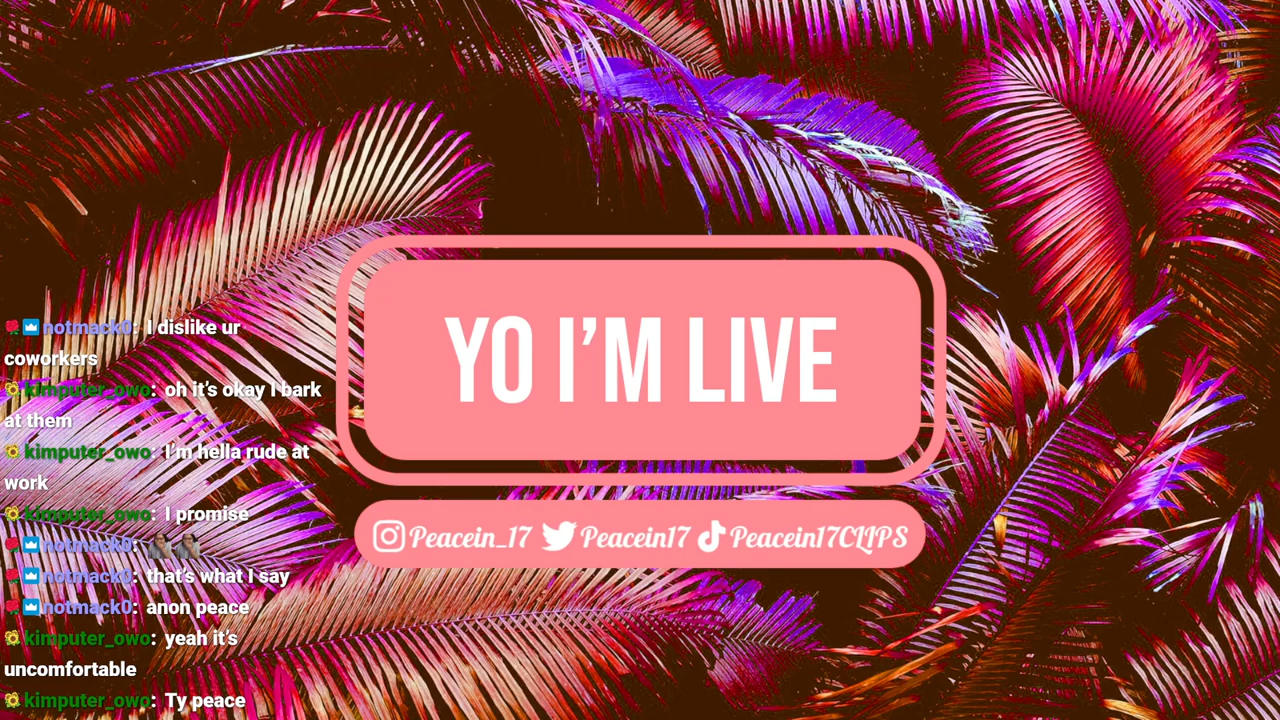 YO I'M LIVE
Peacein_17 Peacein17 Peacein17CLIPS
notmack0: I dislike ur
coworkers
kimputer_owo: oh it's okay I bark
at them
kimputer_owo: I'm hella rude at
work
kimputer_owo: I promise
notmack0:
notmack0: that's what I say
notmack0: anon peace
kimputer_owo: yeah it's
uncomfortable
kimputer_owo: Ty peace